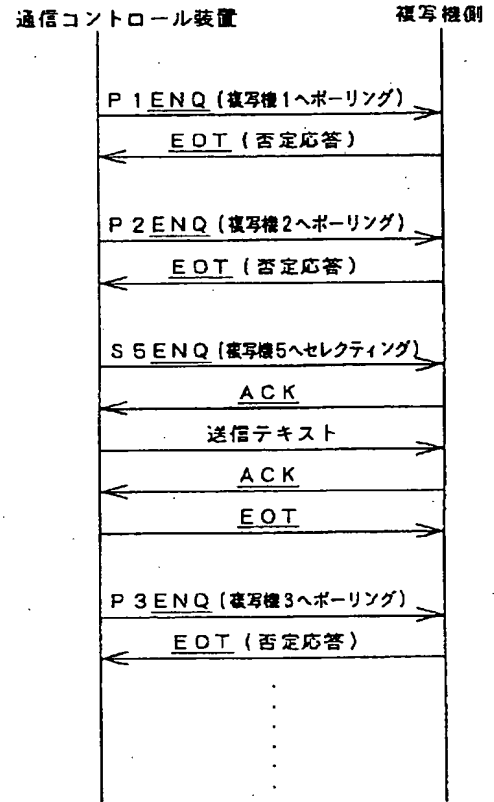 通信コントロール装置
複写機側
P1ENQ(複写機1へポーリング)
EOT(否定応答)
P2ENQ(複写機2へポーリング)
EOT(否定応答)
S5ENQ(複写機5へセレクティング)
ACK
送信テキスト
ACK
EOT
P3ENQ(複写機3へポーリング)
EOT(否定応答)